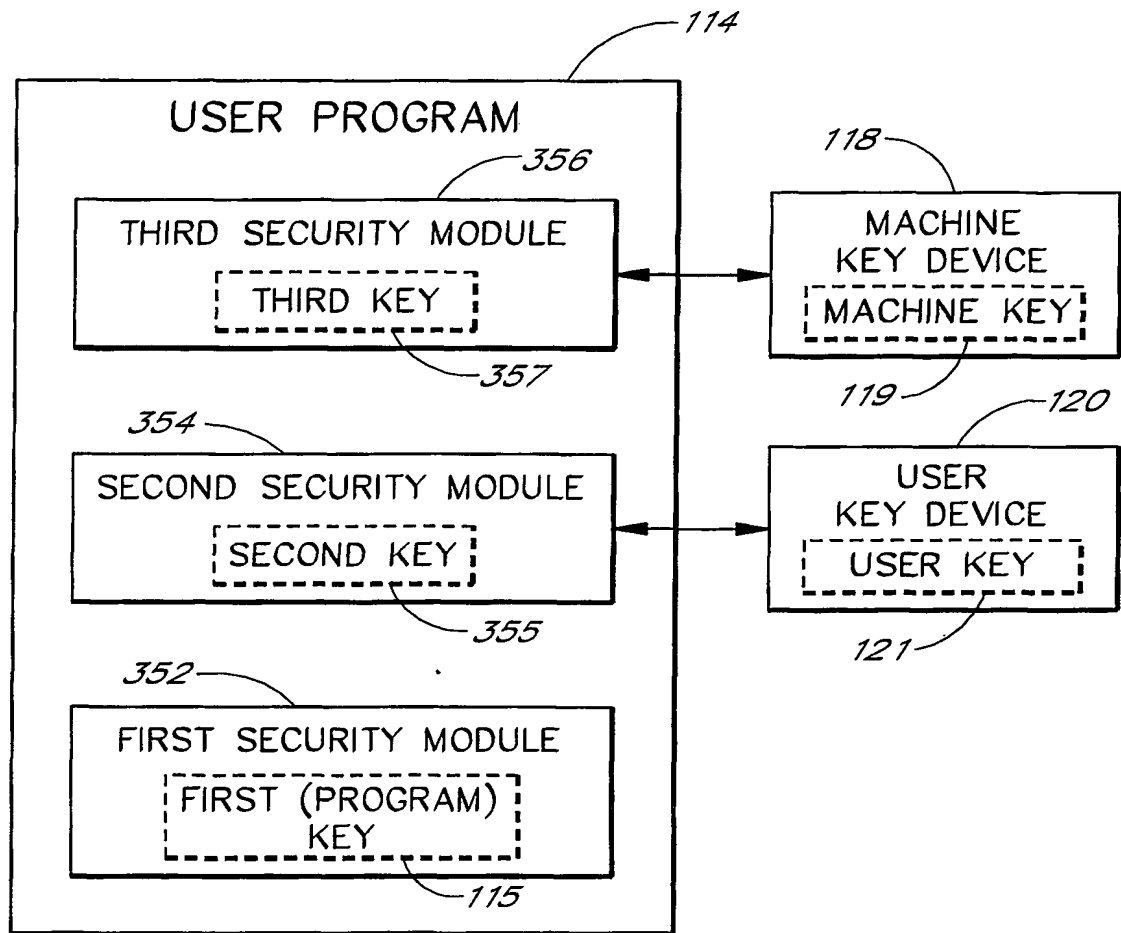 114
USER PROGRAM
356
THIRD SECURITY MODULE
THIRD KEY
357
118
MACHINE
KEY DEVICE
MACHINE KEY
119
354
SECOND SECURITY MODULE
SECOND KEY
355
120
USER
KEY DEVICE
USER KEY
121
352
FIRST SECURITY MODULE
FIRST (PROGRAM)
KEY
115